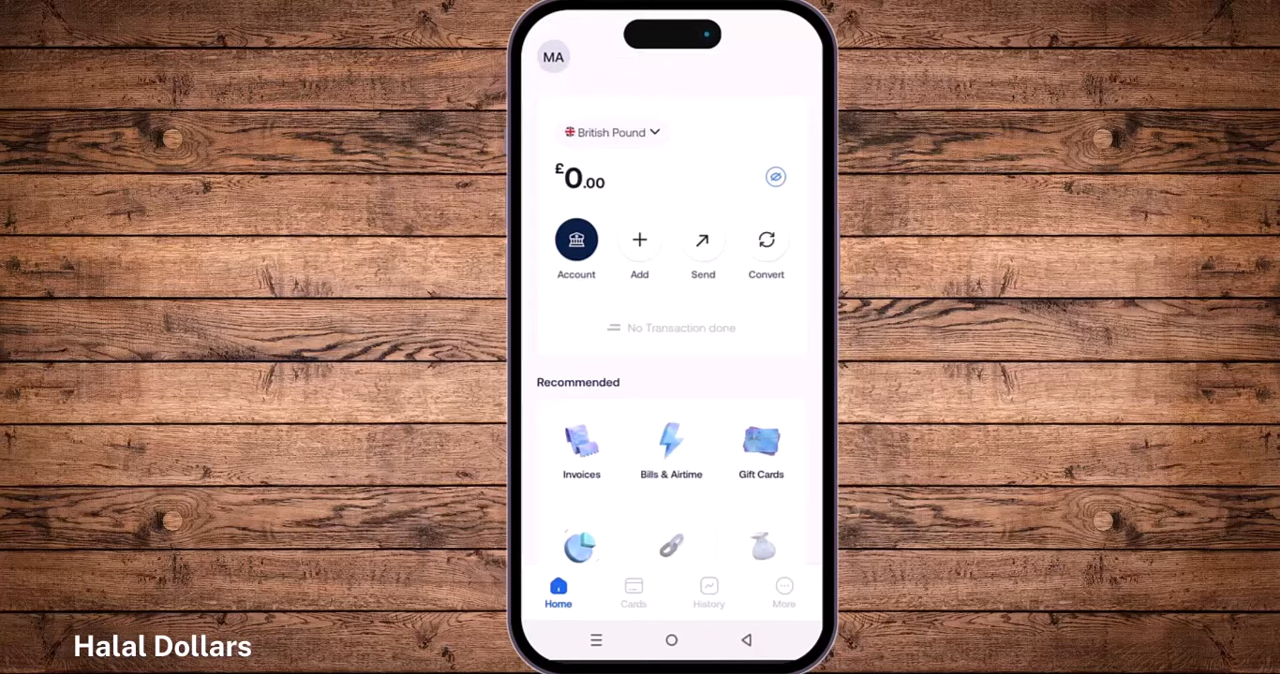 MA
British Pound
£0.00
Account Add Send Convert
No Transaction done
Recommended
Invoices Bills & Airtime Gift Cards
Home Cards History More
Halal Dollars